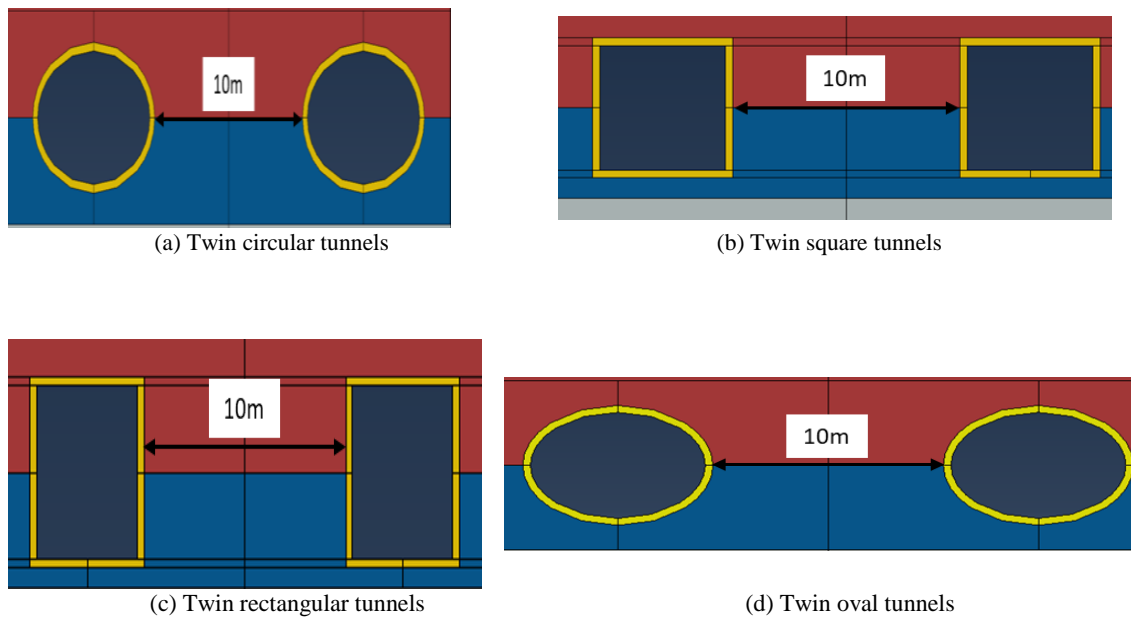 10m
10m
(a) Twin circular tunnels
(b) Twin square tunnels
10m
10m
(c) Twin rectangular tunnels
(d) Twin oval tunnels